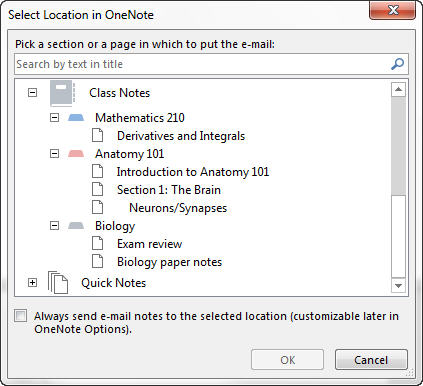 Select Location in OneNote
Pick a section or a page in which to put the e-mail:
Search by text in title
Class Notes
Mathematics 210
Derivatives and Integrals
Anatomy 101
Introduction to Anatomy 101
Section 1: The Brain
Neurons/Synapses
Biology
Exam review
Biology paper notes
Quick Notes
Always send e-mail notes to the selected location (customizable later in
OneNote Options).
OK
Cancel